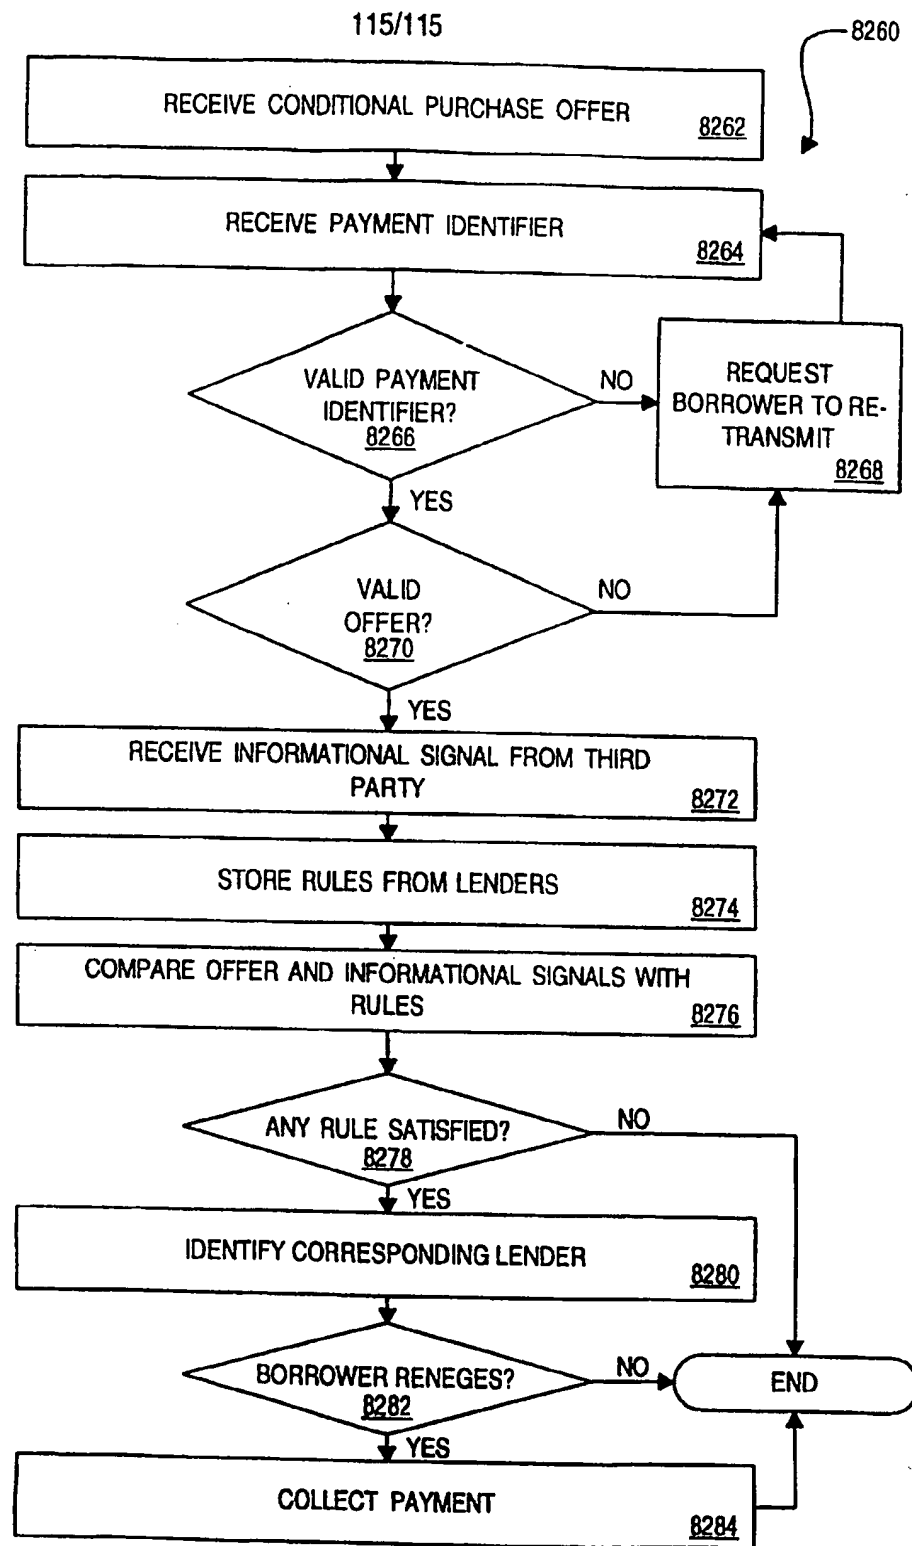 115/115
8260
RECEIVE CONDITIONAL PURCHASE OFFER
8262
RECEIVE PAYMENT IDENTIFIER
8264
VALID PAYMENT
IDENTIFIER?
8266
NO
REQUEST
BORROWER TO RE-
TRANSMIT
8268
YES
VALID
OFFER?
8270
NO
YES
RECEIVE INFORMATIONAL SIGNAL FROM THIRD
PARTY
8272
STORE RULES FROM LENDERS
8274
COMPARE OFFER AND INFORMATIONAL SIGNALS WITH
RULES
8276
ANY RULE SATISFIED?
8278
NO
YES
IDENTIFY CORRESPONDING LENDER
8280
BORROWER RENEGES?
8282
NO
END
YES
COLLECT PAYMENT
8284